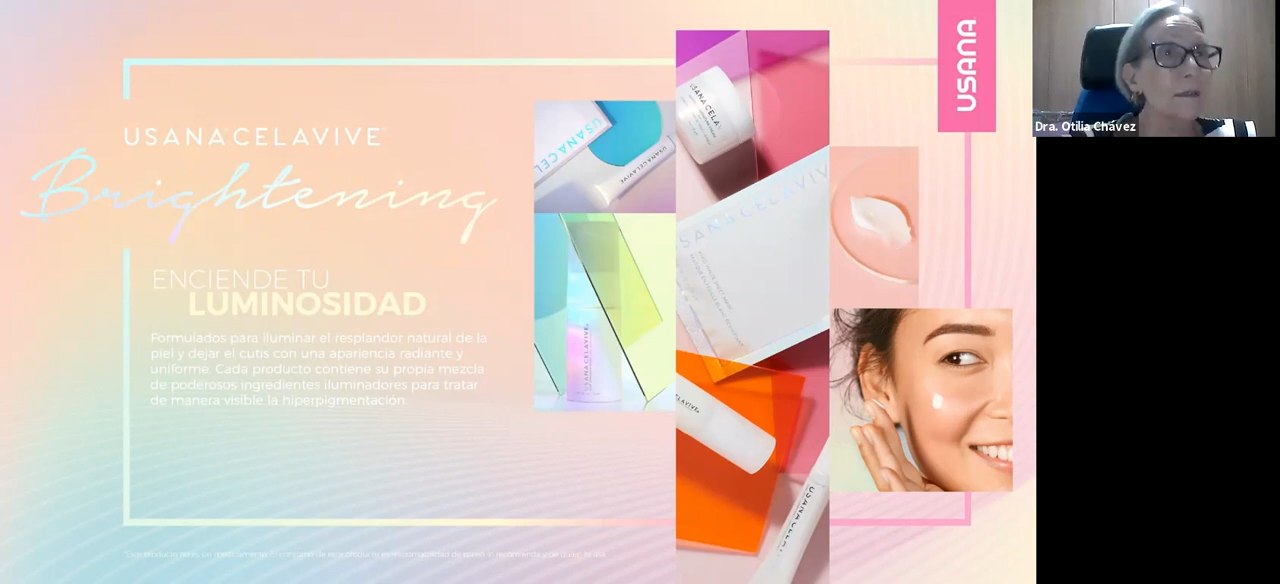 USANA® CELAVIVE®
Brightening
ENCIENDE TU
LUMINOSIDAD
Formulados para iluminar el resplandor natural de la
piel y dejar el cutis con una apariencia radiante y
uniforme. Cada producto contiene su propia mezcla
de poderosos ingredientes iluminadores para tratar
de manera visible la hiperpigmentación.
USANA
Dra. Otilia Chávez